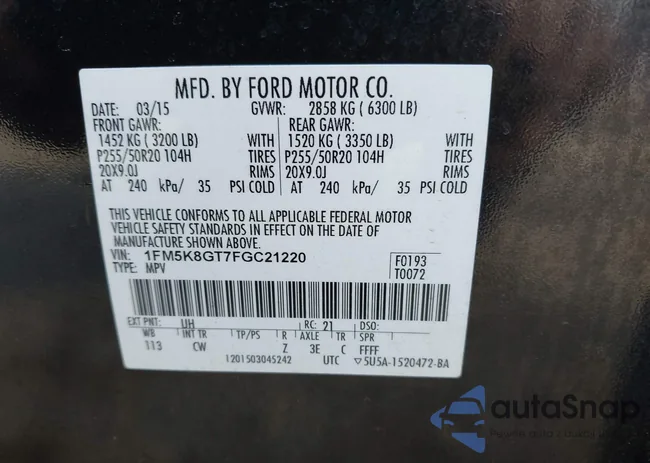 MFD. BY FORD MOTOR CO.
DATE: 03/15 GVWR: 2858 KG ( 6300 LB)
FRONT GAWR: REAR GAWR:
1452 KG ( 3200 LB) WITH 1520 KG ( 3350 LB) WITH
P255/50R20 104H TIRES P255/50R20 104H TIRES
20X9.0J RIMS 20X9.0J RIMS
AT 240 kPa/ 35 PSI COLD AT 240 kPa/ 35 PSI COLD
THIS VEHICLE CONFORMS TO ALL APPLICABLE FEDERAL MOTOR
VEHICLE SAFETY STANDARDS IN EFFECT ON THE DATE OF
MANUFACTURE SHOWN ABOVE.
VIN: 1FM5K8GT7FGC21220 F0193
TYPE: MPV T0072
EXT PNT: UH RC: 21 DSO:
WB INT TR TP/PS R AXLE TR SPR
113 CW Z 3E C FFFF
1201503045242 UTC ▽5U5A-1520472-BA
autaSnap